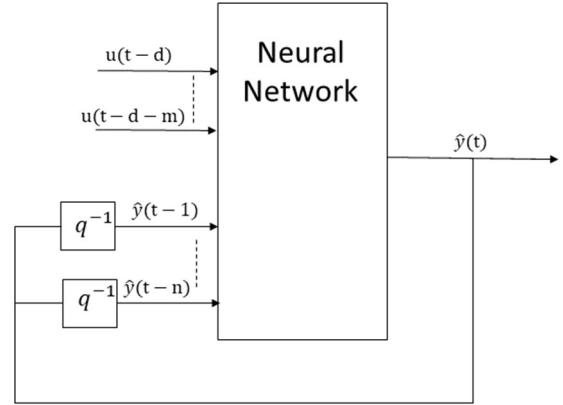 u(t − d)
Neural
Network
u(t − d − m)
ŷ(t)
q⁻¹
ŷ(t − 1)
q⁻¹
ŷ(t − n)